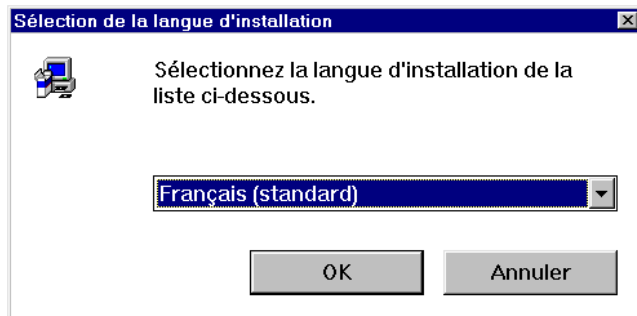 Sélection de la langue d'installation
Sélectionnez la langue d'installation de la
liste ci-dessous.
Français (standard)
OK
Annuler